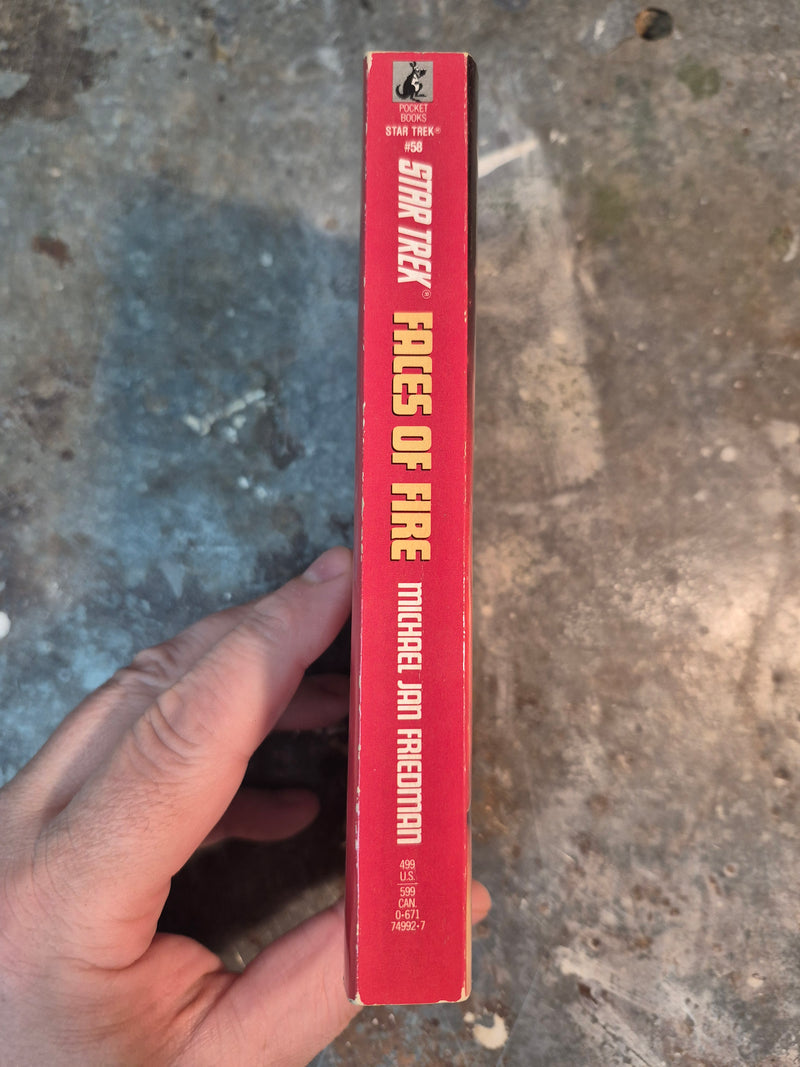 POCKET
BOOKS
STAR TREK®
#58
STAR TREK®
FACES OF FIRE
MICHAEL JAN FRIEDMAN
499
U.S.
599
CAN.
0-671
74992-7